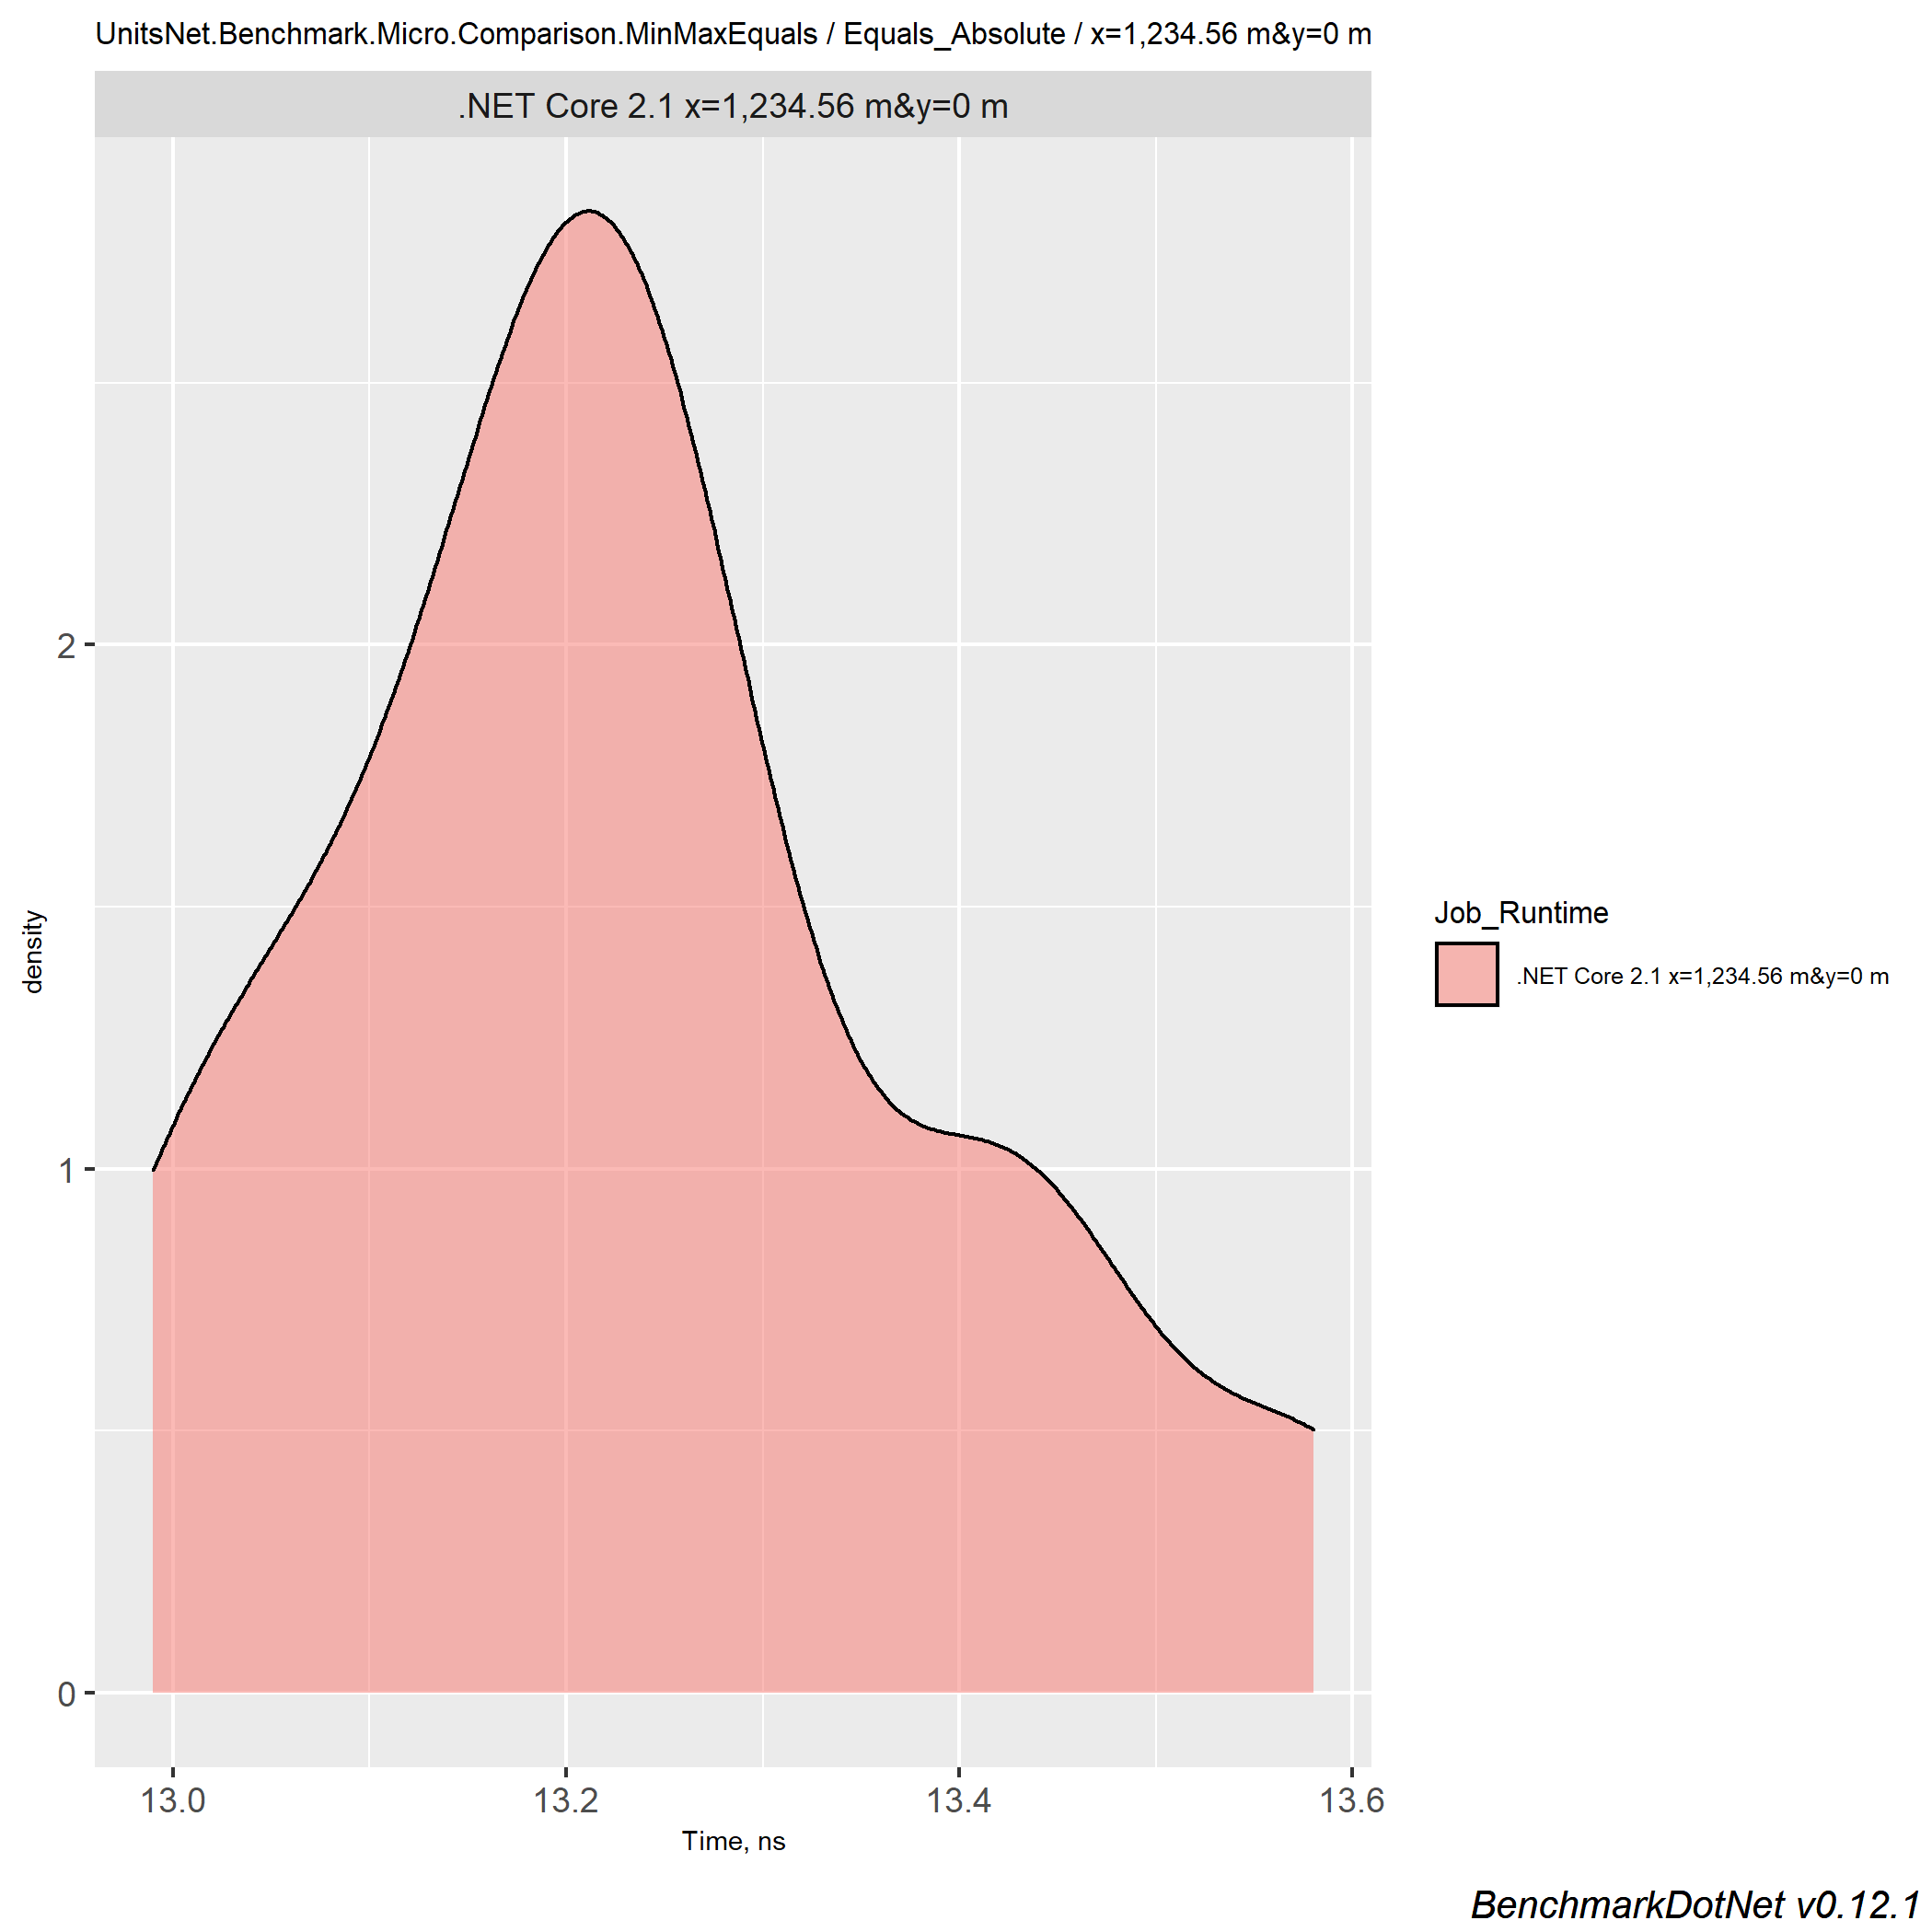 UnitsNet.Benchmark.Micro.Comparison.MinMaxEquals / Equals_Absolute / x=1,234.56 m&y=0 m
.NET Core 2.1 x=1,234.56 m&y=0 m
2
1
0
density
13.0 13.2 13.4 13.6
Time, ns
Job_Runtime
.NET Core 2.1 x=1,234.56 m&y=0 m
BenchmarkDotNet v0.12.1